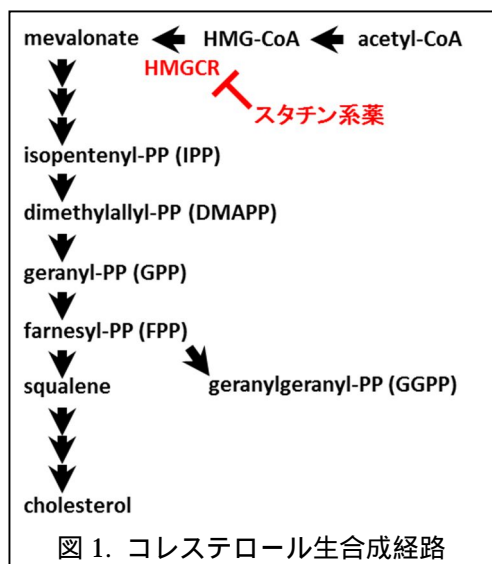 mevalonate HMG-CoA acetyl-CoA
HMGCR
スタチン系薬
isopentenyl-PP (IPP)
dimethylallyl-PP (DMAPP)
geranyl-PP (GPP)
farnesyl-PP (FPP)
squalene geranylgeranyl-PP (GGPP)
cholesterol
図 1. コレステロール生合成経路